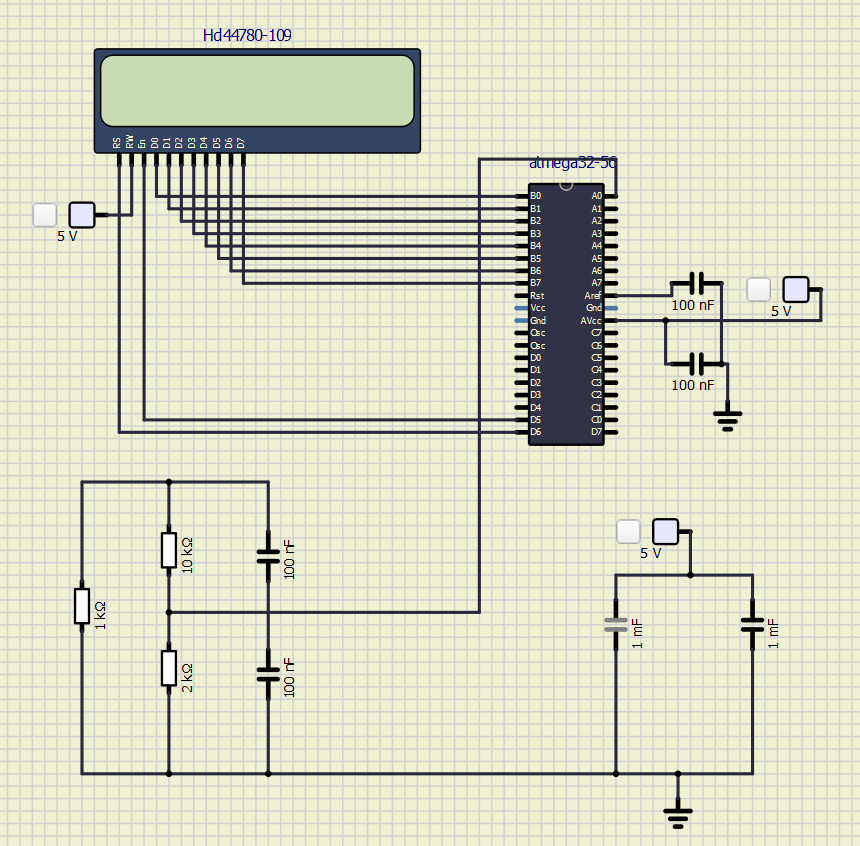 Hd44780-109
RS RW En D0 D1 D2 D3 D4 D5 D6 D7
5 V
atmega32-56
B0 A0
B1 A1
B2 A2
B3 A3
B4 A4
B5 A5
B6 A6
B7 A7
Rst Aref
Vcc Gnd
Gnd AVcc
Osc C7
Osc C6
D0 C5
D1 C4
D2 C3
D3 C2
D4 C1
D5 C0
D6 D7
100 nF
5 V
100 nF
10 kΩ
100 nF
1 kΩ
2 kΩ
100 nF
5 V
1 mF
1 mF